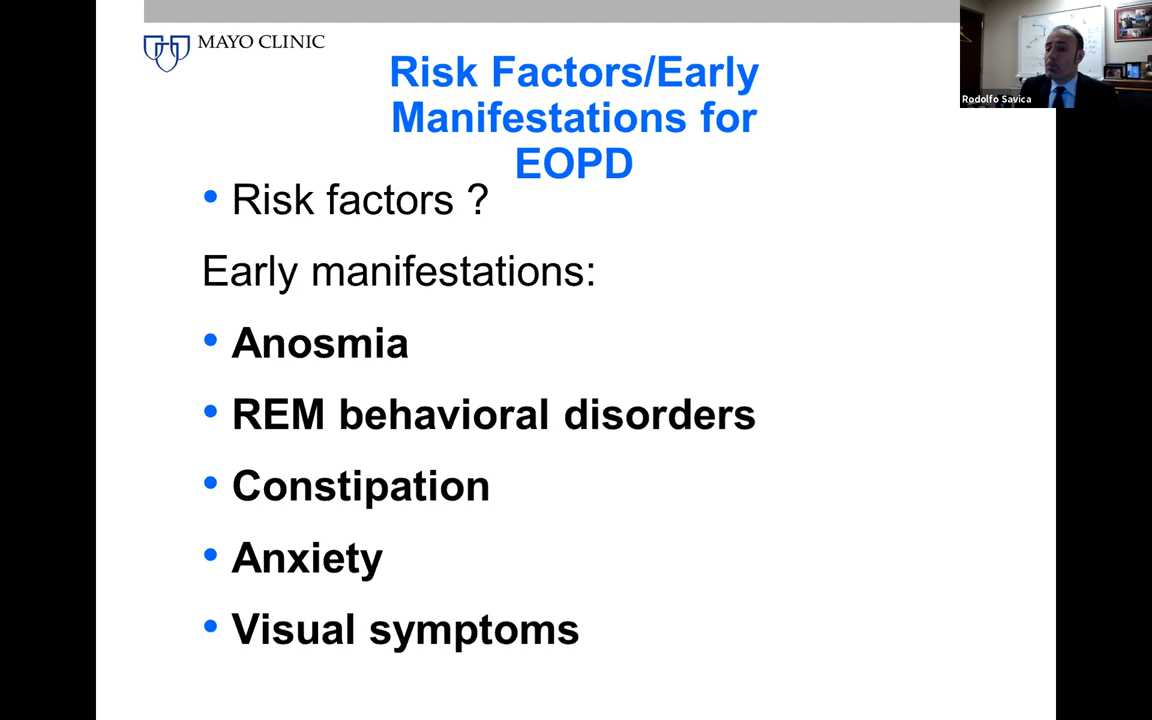 MAYO CLINIC
Risk Factors/Early
Manifestations for
EOPD
• Risk factors ?
Early manifestations:
• Anosmia
• REM behavioral disorders
• Constipation
• Anxiety
• Visual symptoms
Rodolfo Savica